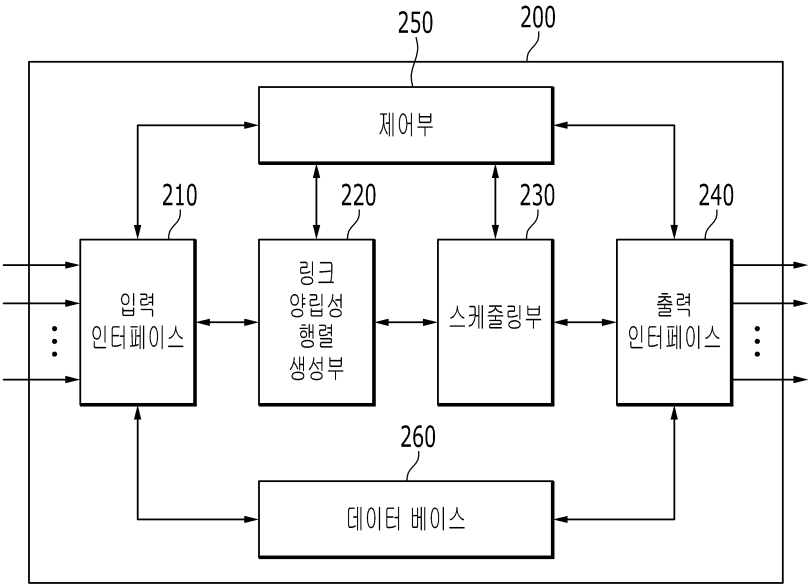 250
200
제어부
210
220
230
240
입력
인터페이스
링크
양립성
행렬
생성부
스케줄링부
출력
인터페이스
260
데이터 베이스